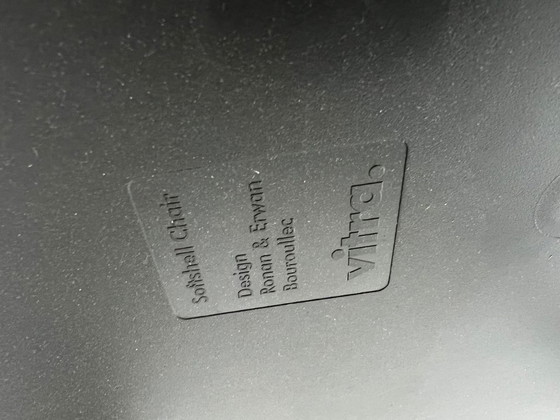 Softshell Chair
Design
Ronan & Erwan
Bouroullec
vitra.